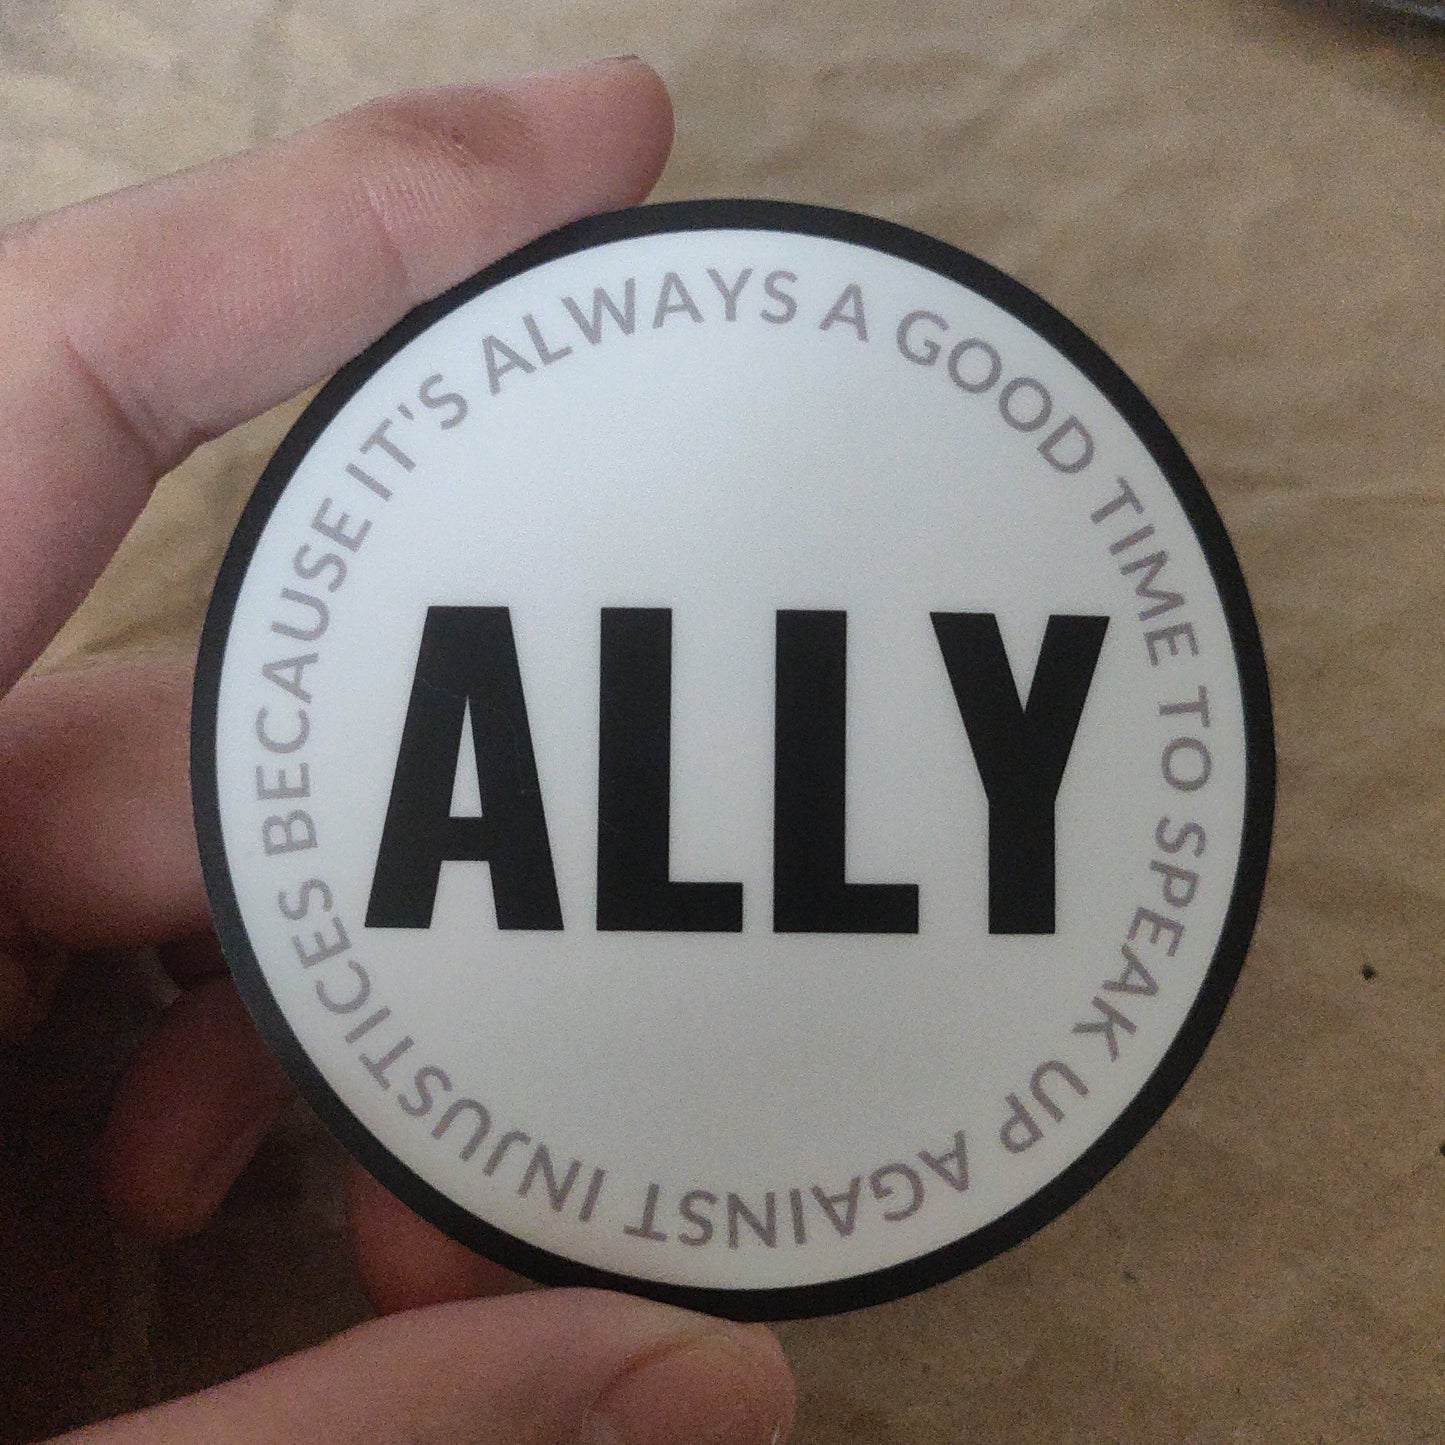 BECAUSE IT'S ALWAYS A GOOD TIME TO SPEAK UP AGAINST INJUSTICES
ALLY